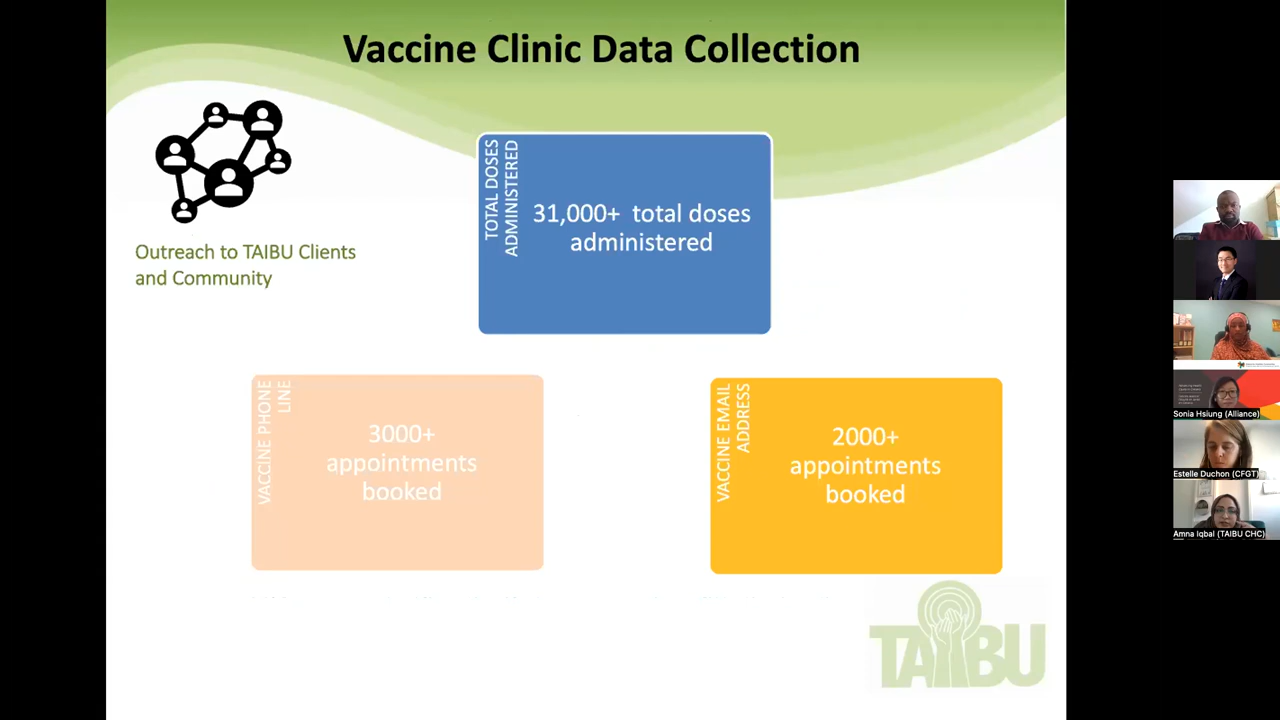 Vaccine Clinic Data Collection
Outreach to TAIBU Clients
and Community
TOTAL DOSES
ADMINISTERED
31,000+ total doses
administered
VACCINE PHONE
LINE
3000+
appointments
booked
VACCINE EMAIL
ADDRESS
2000+
appointments
booked
TAIBU
Sonia Hsiung (Alliance)
Estelle Duchon (CFGT)
Amna Iqbal (TAIBU CHC)